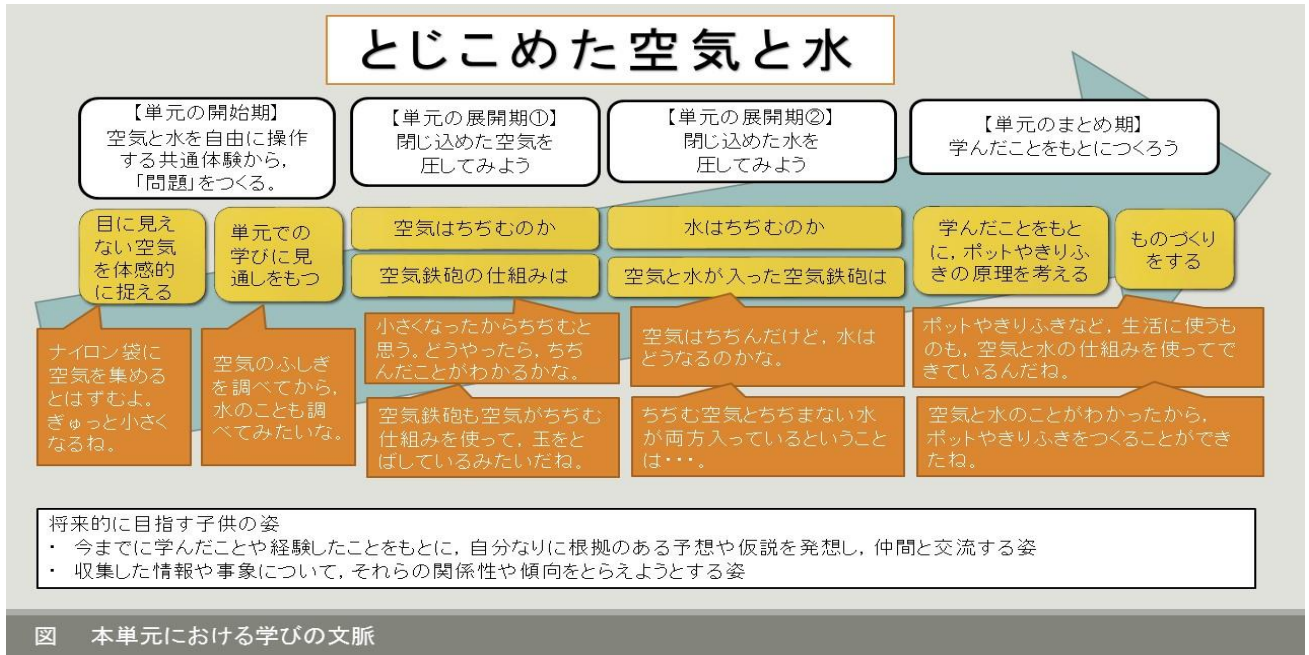 とじこめた空気と水
【単元の開始期】
空気と水を自由に操作
する共通体験から，
「問題」をつくる。
【単元の展開期①】
閉じ込めた空気を
圧してみよう
【単元の展開期②】
閉じ込めた水を
圧してみよう
【単元のまとめ期】
学んだことをもとにつくろう
目に見え
ない空気
を体感的
に捉える
単元での
学びに見
通しをもつ
空気はちぢむのか
空気鉄砲の仕組みは
水はちぢむのか
空気と水が入った空気鉄砲は
学んだことをもと
に，ポットやきりふ
きの原理を考える
ものづくり
をする
ナイロン袋に
空気を集める
とはずむよ。
ぎゅっと小さく
なるね。
空気のふしぎ
を調べてから，
水のことも調
べてみたいな。
小さくなったからちぢむと
思う。どうやったら，ちぢ
んだことがわかるかな。
空気鉄砲も空気がちぢむ
仕組みを使って，玉をと
ばしているみたいだね。
空気はちぢんだけど，水は
どうなるのかな。
ちぢむ空気とちぢまない水
が両方入っているということ
は・・・。
ポットやきりふきなど，生活に使うも
のも，空気と水の仕組みを使ってで
きているんだね。
空気と水のことがわかったから，
ポットやきりふきをつくることができ
たね。
将来的に目指す子供の姿
・ 今までに学んだことや経験したことをもとに，自分なりに根拠のある予想や仮説を発想し，仲間と交流する姿
・ 収集した情報や事象について，それらの関係性や傾向をとらえようとする姿
図 本単元における学びの文脈